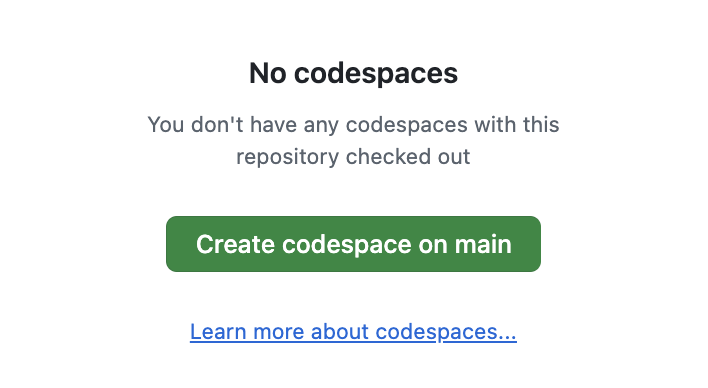 No codespaces
You don't have any codespaces with this
repository checked out
Create codespace on main
Learn more about codespaces...